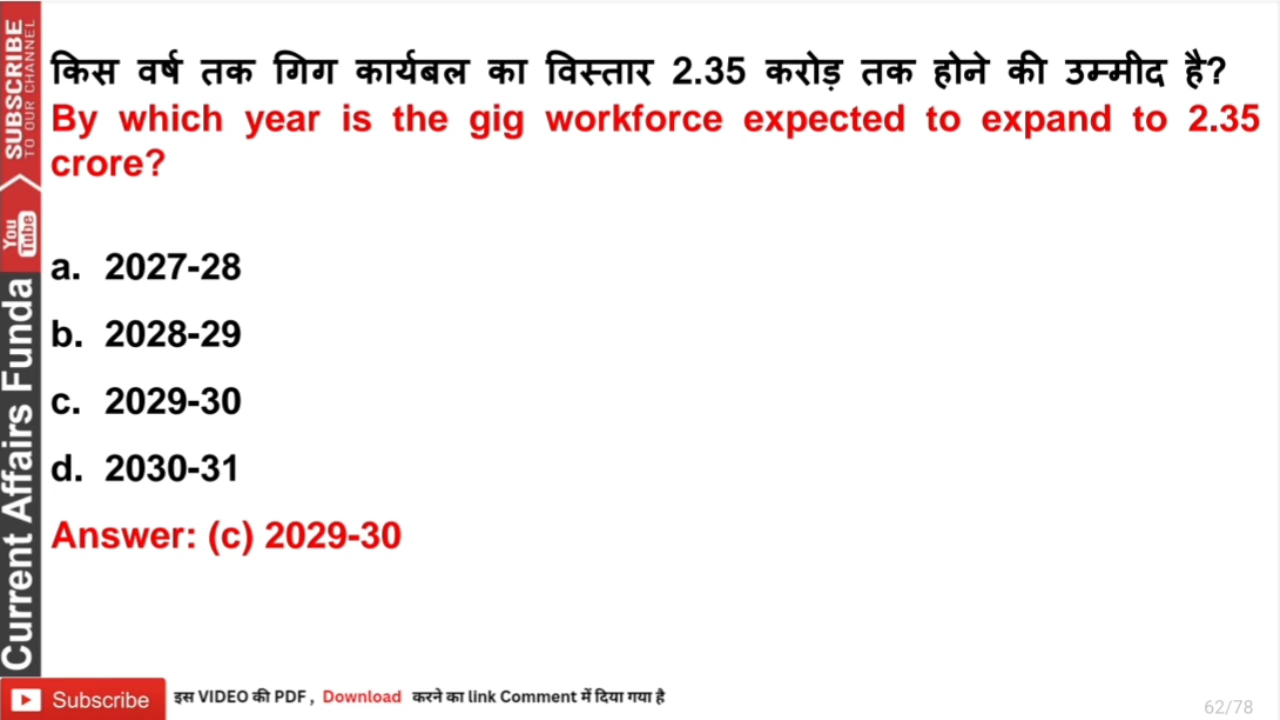 किस वर्ष तक गिग कार्यबल का विस्तार 2.35 करोड़ तक होने की उम्मीद है?
By which year is the gig workforce expected to expand to 2.35
crore?
a. 2027-28
b. 2028-29
c. 2029-30
d. 2030-31
Answer: (c) 2029-30
SUBSCRIBE
TO OUR CHANNEL
You
Tube
Current Affairs Funda
Subscribe
इस VIDEO की PDF , Download करने का link Comment में दिया गया है
62/78